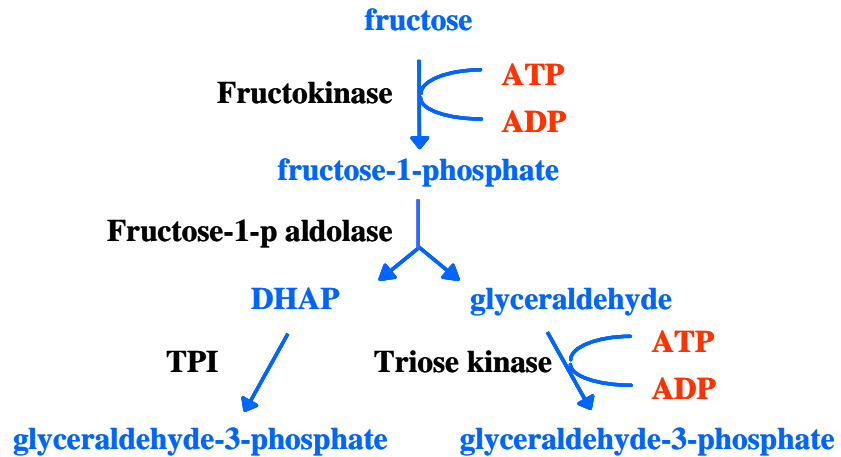 fructose
Fructokinase
ATP
ADP
fructose-1-phosphate
Fructose-1-p aldolase
DHAP
glyceraldehyde
TPI
Triose kinase
ATP
ADP
glyceraldehyde-3-phosphate
glyceraldehyde-3-phosphate